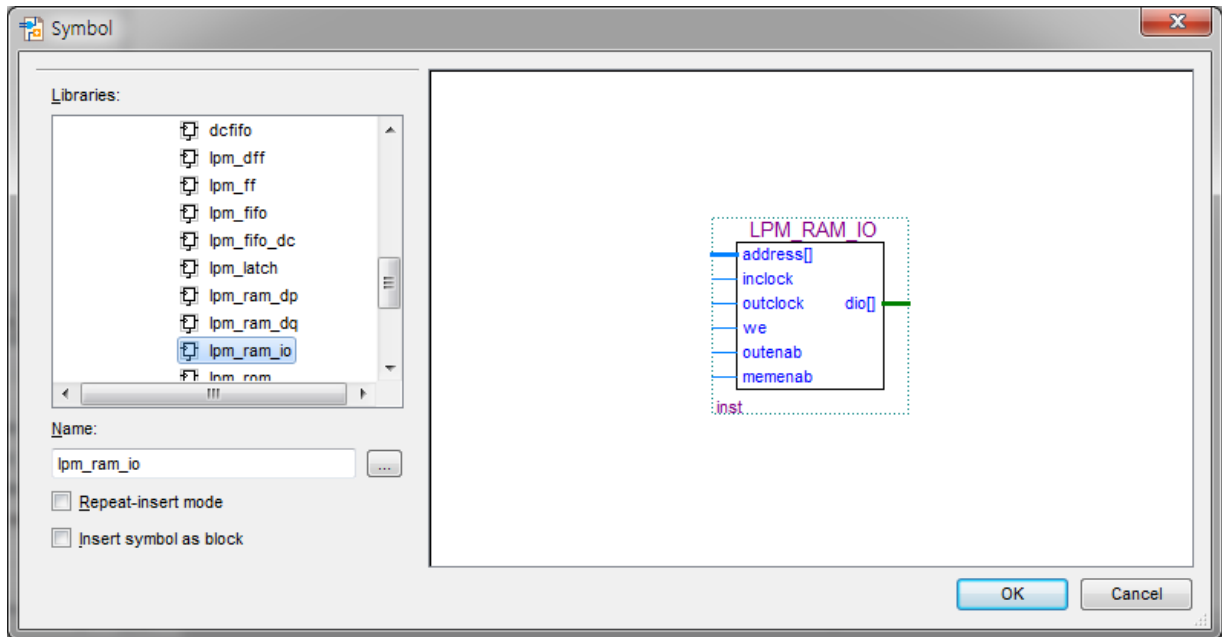 Symbol
Libraries:
dcfifo
lpm_dff
lpm_ff
lpm_fifo
lpm_fifo_dc
lpm_latch
lpm_ram_dp
lpm_ram_dq
lpm_ram_io
lpm_rom
Name:
lpm_ram_io
...
Repeat-insert mode
Insert symbol as block
LPM_RAM_IO
address[]
inclock
outclock dio[]
we
outenab
memenab
inst
OK Cancel